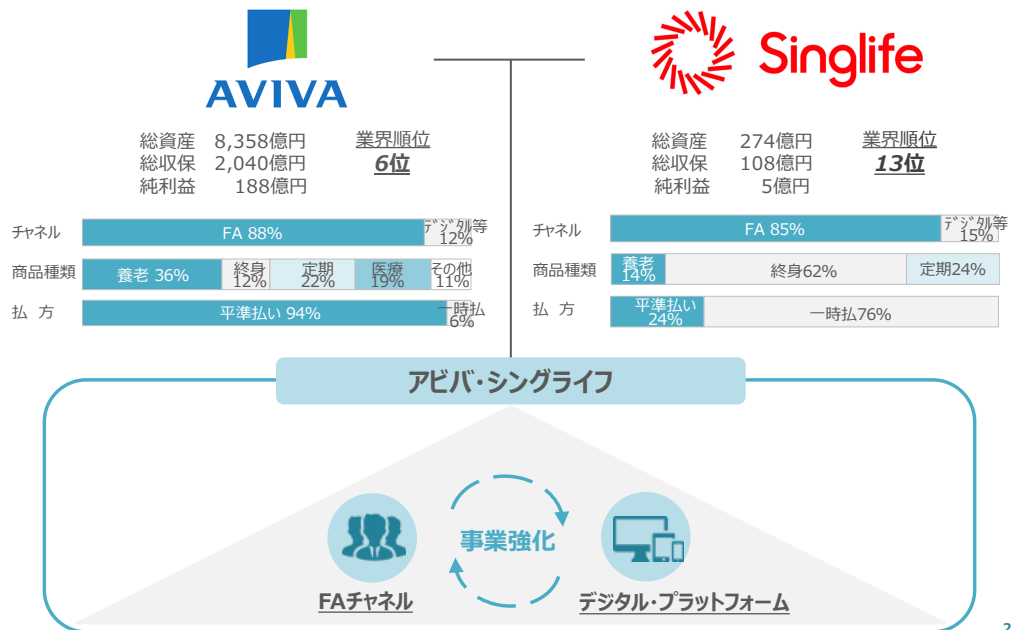 AVIVA
総資産 8,358億円
総収保 2,040億円
純利益 188億円
業界順位
6位
チャネル
FA 88%
デジタル等
12%
商品種類
養老 36%
終身
12%
定期
22%
医療
19%
その他
11%
払 方
平準払い 94%
一時払
6%
Singlife
総資産 274億円
総収保 108億円
純利益 5億円
業界順位
13位
チャネル
FA 85%
デジタル等
15%
商品種類
養老
14%
終身62%
定期24%
払 方
平準払い
24%
一時払76%
アビバ・シングライフ
事業強化
FAチャネル
デジタル・プラットフォーム
2